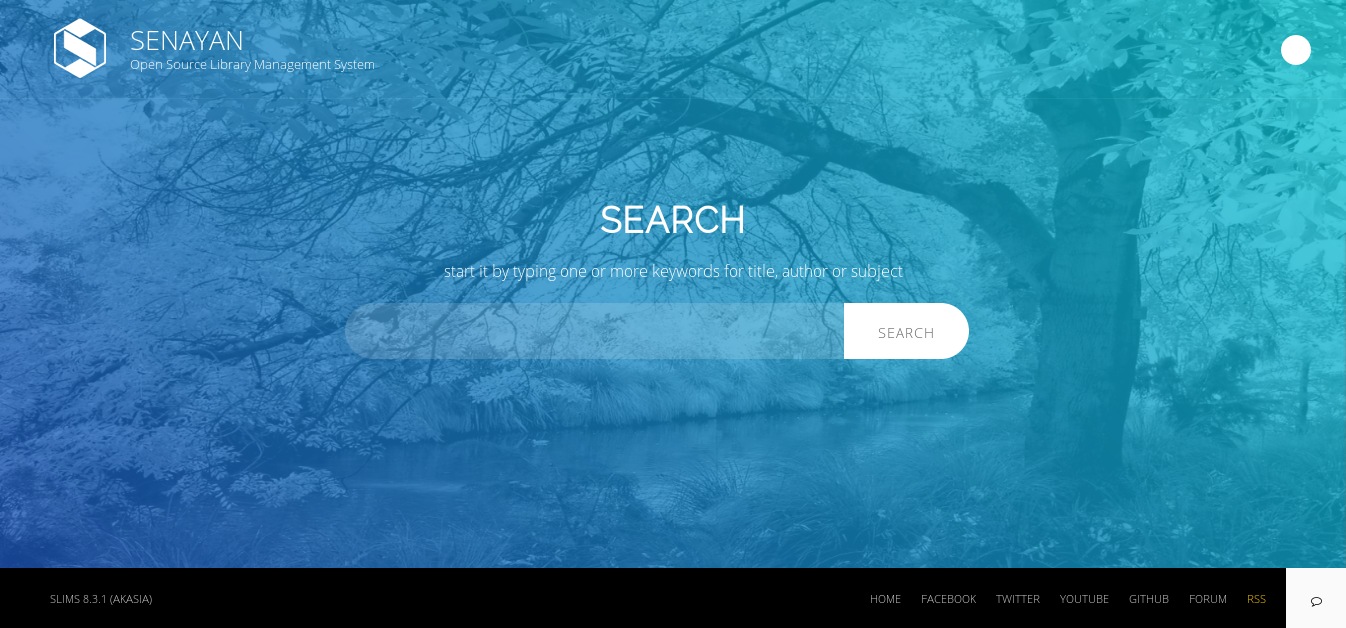 SENAYAN
Open Source Library Management System
SEARCH
start it by typing one or more keywords for title, author or subject
SEARCH
SLIMS 8.3.1 (AKASIA)
HOME FACEBOOK TWITTER YOUTUBE GITHUB FORUM RSS